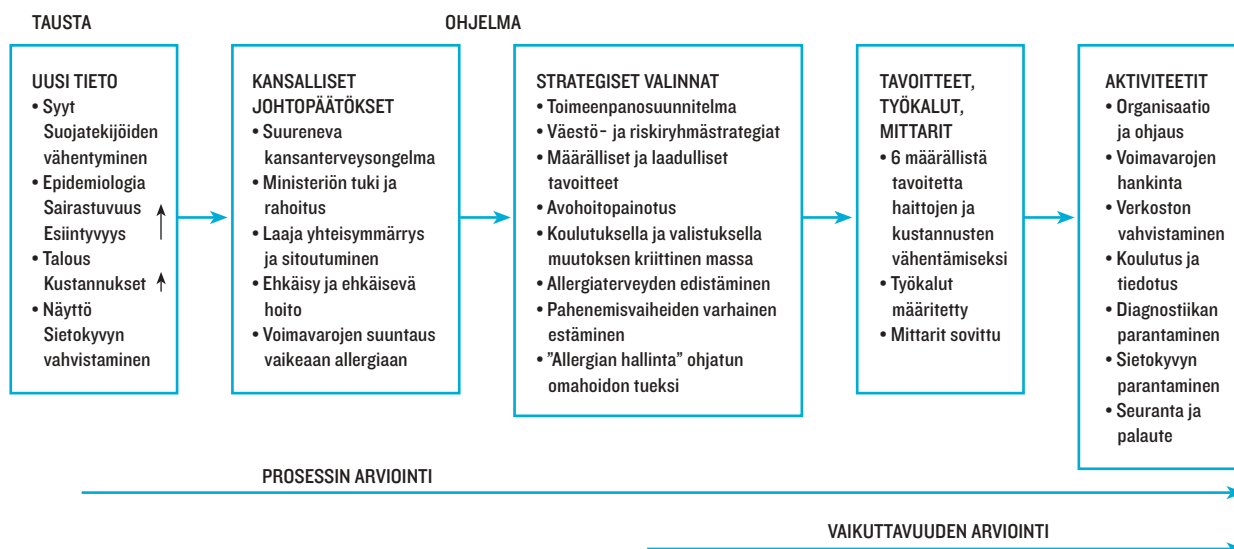 TAUSTA
OHJELMA
UUSI TIETO
• Syyt
Suojatekijöiden
vähentyminen
• Epidemiologia
Sairastuvuus
Esiintyvyys
• Talous
Kustannukset
• Näyttö
Sietokyvyn
vahvistaminen
KANSALLISET
JOHTOPÄÄTÖKSET
• Suureneva
kansanterveysongelma
• Ministeriön tuki ja
rahoitus
• Laaja yhteisymmärrys
ja sitoutuminen
• Ehkäisy ja ehkäisevä
hoito
• Voimavarojen suuntaus
vaikeaan allergiaan
STRATEGISET VALINNAT
• Toimeenpanosuunnitelma
• Väestö- ja riskiryhmästrategiat
• Määrälliset ja laadulliset
tavoitteet
• Avohoitopainotus
• Koulutuksella ja valistuksella
muutoksen kriittinen massa
• Allergiaterveyden edistäminen
• Pahenemisvaiheiden varhainen
estäminen
• ”Allergian hallinta” ohjatun
omahoidon tueksi
TAVOITTEET,
TYÖKALUT,
MITTARIT
• 6 määrällistä
tavoitetta
haittojen ja
kustannusten
vähentämiseksi
• Työkalut
määritetty
• Mittarit sovittu
AKTIVITEETIT
• Organisaatio
ja ohjaus
• Voimavarojen
hankinta
• Verkoston
vahvistaminen
• Koulutus ja
tiedotus
• Diagnostiikan
parantaminen
• Sietokyvyn
parantaminen
• Seuranta ja
palaute
PROSESSIN ARVIOINTI
VAIKUTTAVUUDEN ARVIOINTI